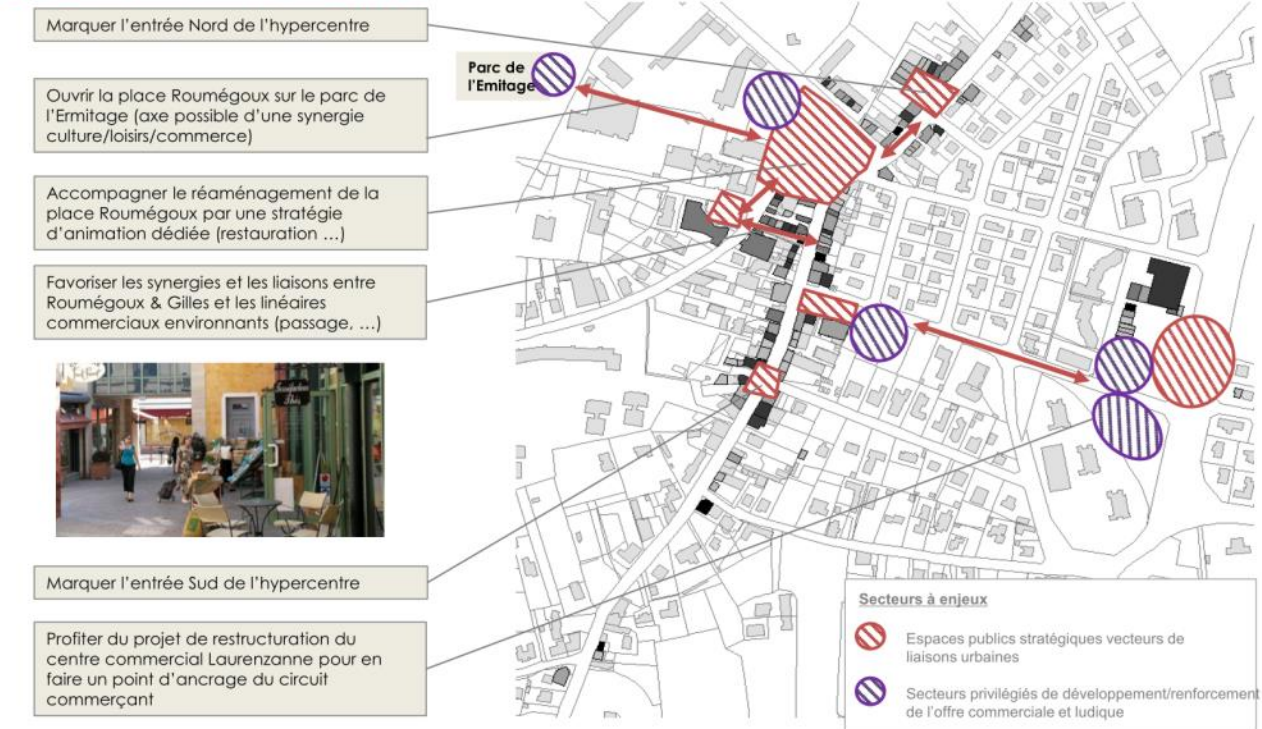 Marquer l'entrée Nord de l'hypercentre
Parc de
l'Emitage
Ouvrir la place Roumégoux sur le parc de
l'Ermitage (axe possible d'une synergie
culture/loisirs/commerce)
Accompagner le réaménagement de la
place Roumégoux par une stratégie
d'animation dédiée (restauration …)
Favoriser les synergies et les liaisons entre
Roumégoux & Gilles et les linéaires
commerciaux environnants (passage, …)
Marquer l'entrée Sud de l'hypercentre
Profiter du projet de restructuration du
centre commercial Laurenzanne pour en
faire un point d'ancrage du circuit
commerçant
Secteurs à enjeux
Espaces publics stratégiques vecteurs de
liaisons urbaines
Secteurs privilégiés de développement/renforcement
de l'offre commerciale et ludique